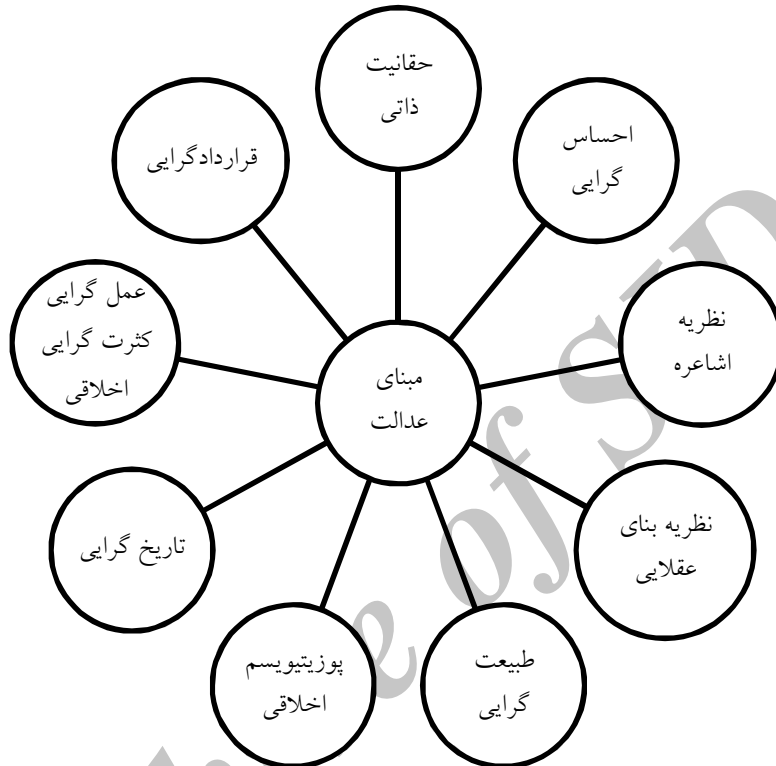 حقانیت
ذاتی
احساس
گرایی
نظریه
اشاعره
نظریه بنای
عقلایی
طبیعت
گرایی
پوزیتیویسم
اخلاقی
تاریخ گرایی
عمل گرایی
کثرت گرایی
اخلاقی
قراردادگرایی
مبنای
عدالت
of